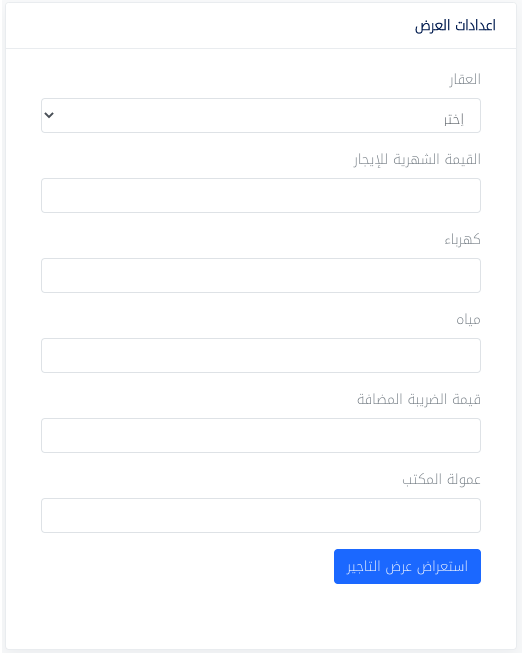 اعدادات العرض
العقار
إختر
القيمة الشهرية للإيجار
كهرباء
مياه
قيمة الضريبة المضافة
عمولة المكتب
استعراض عرض التاجير